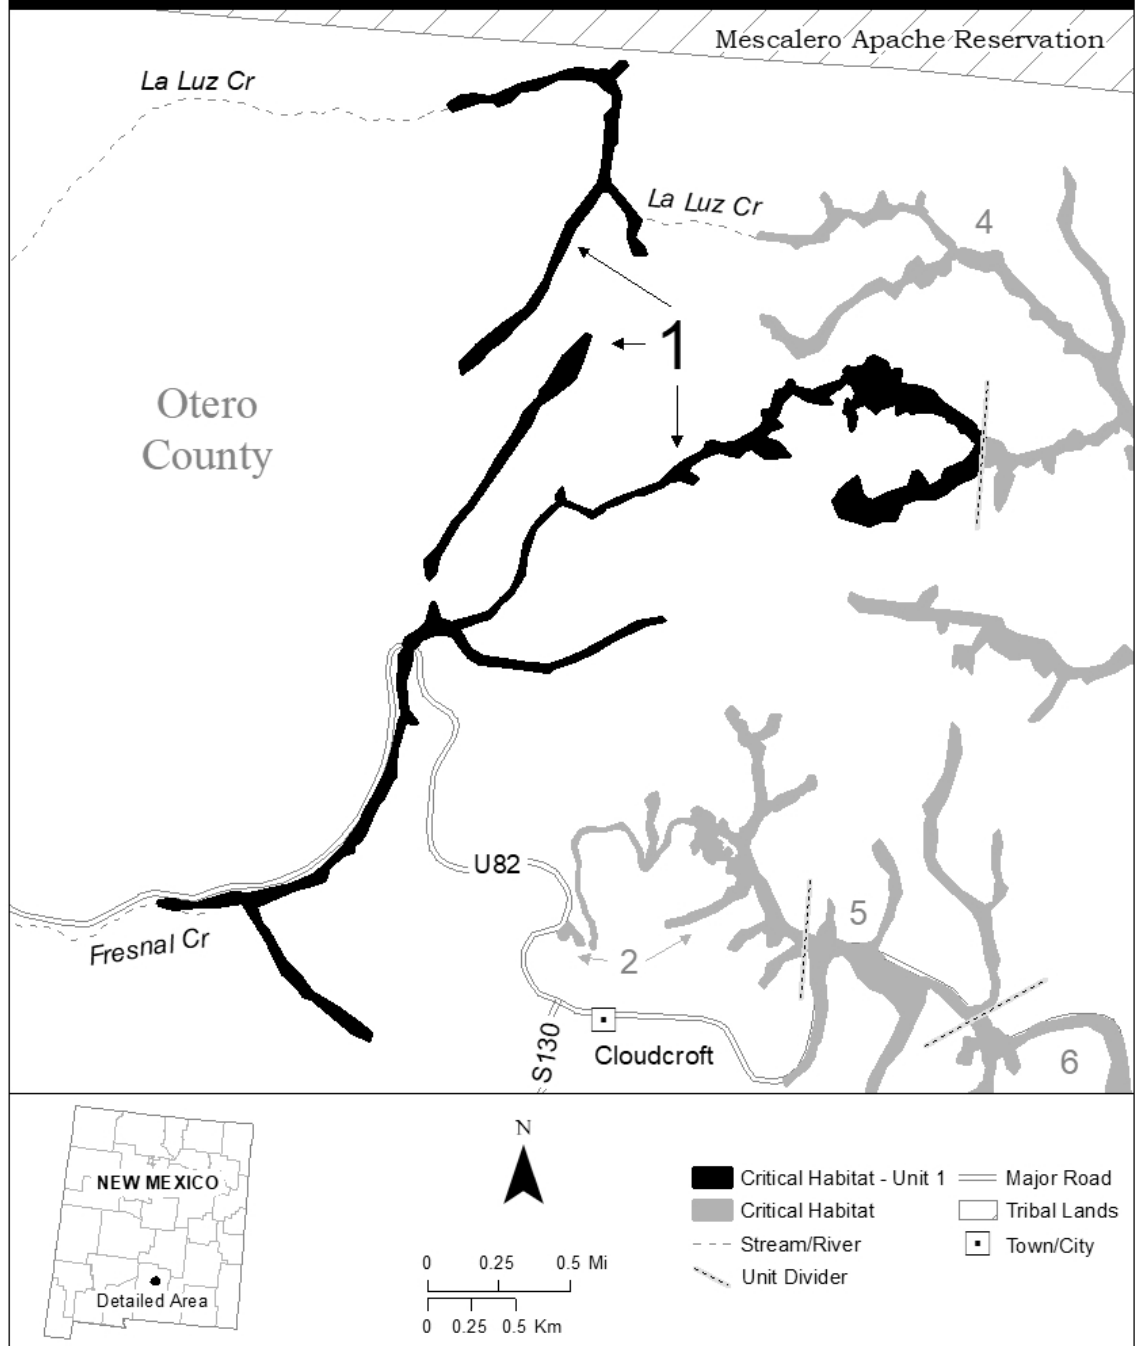 Mescalero Apache Reservation
La Luz Cr
La Luz Cr
4
1
Otero
County
U82
5
Fresnal Cr
2
S130
Cloudcroft
6
N
NEW MEXICO
Detailed Area
0 0.25 0.5 Mi
0 0.25 0.5 Km
Critical Habitat - Unit 1
Critical Habitat
Stream/River
Unit Divider
Major Road
Tribal Lands
Town/City